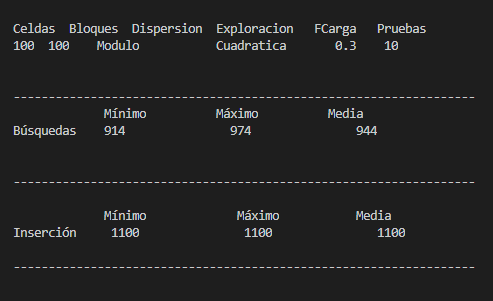 Celdas Bloques Dispersion Exploracion FCarga Pruebas
100 100 Modulo Cuadratica 0.3 10
------------------------------------------------------------------
Mínimo Máximo Media
Búsquedas 914 974 944
------------------------------------------------------------------
Mínimo Máximo Media
Inserción 1100 1100 1100
------------------------------------------------------------------